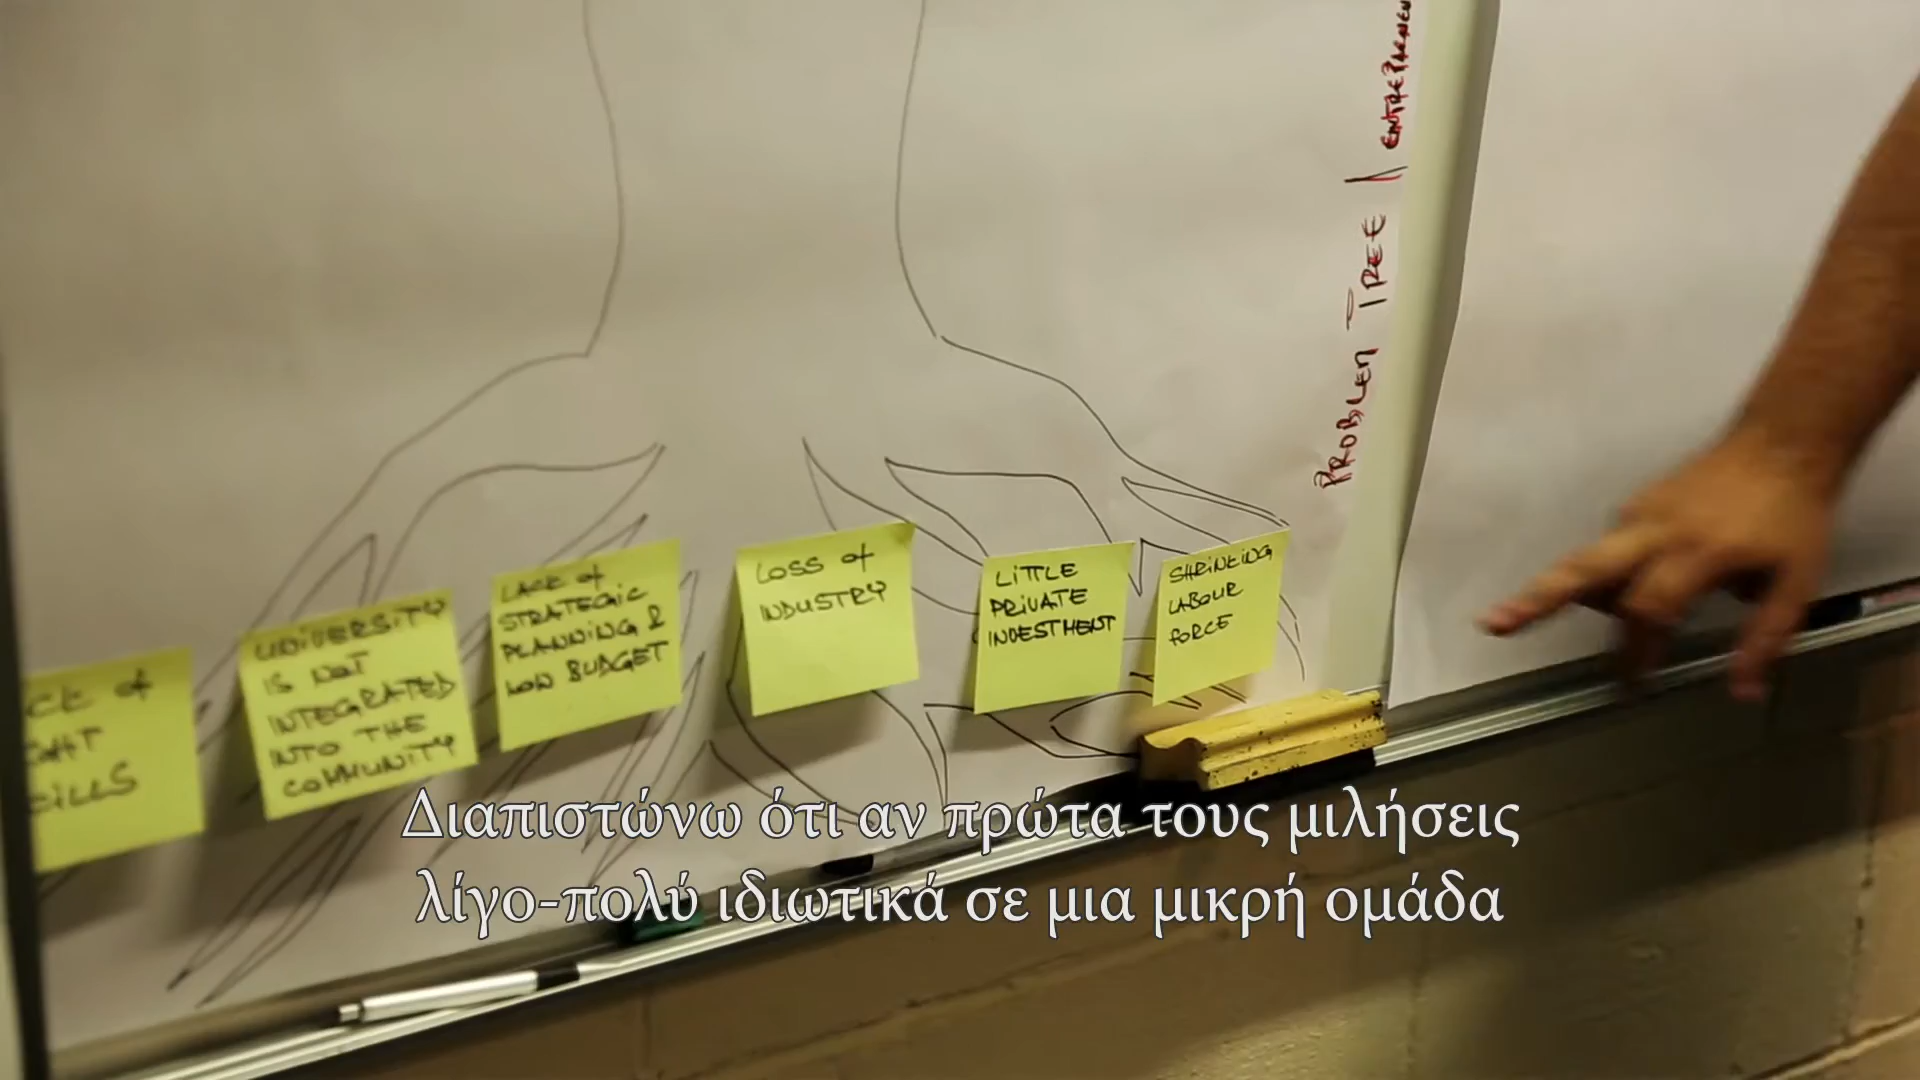 PROBLEM TREE
LACK of
STRATEGIC
PLANNING &
LOW BUDGET
LOSS of
INDUSTRY
LITTLE
PRIVATE
INVESTMENT
SHRINKING
LABOUR
FORCE
UNIVERSITY
IS NOT
INTEGRATED
INTO THE
COMMUNITY
of
Διαπιστώνω ότι αν πρώτα τους μιλήσεις
λίγο-πολύ ιδιωτικά σε μια μικρή ομάδα